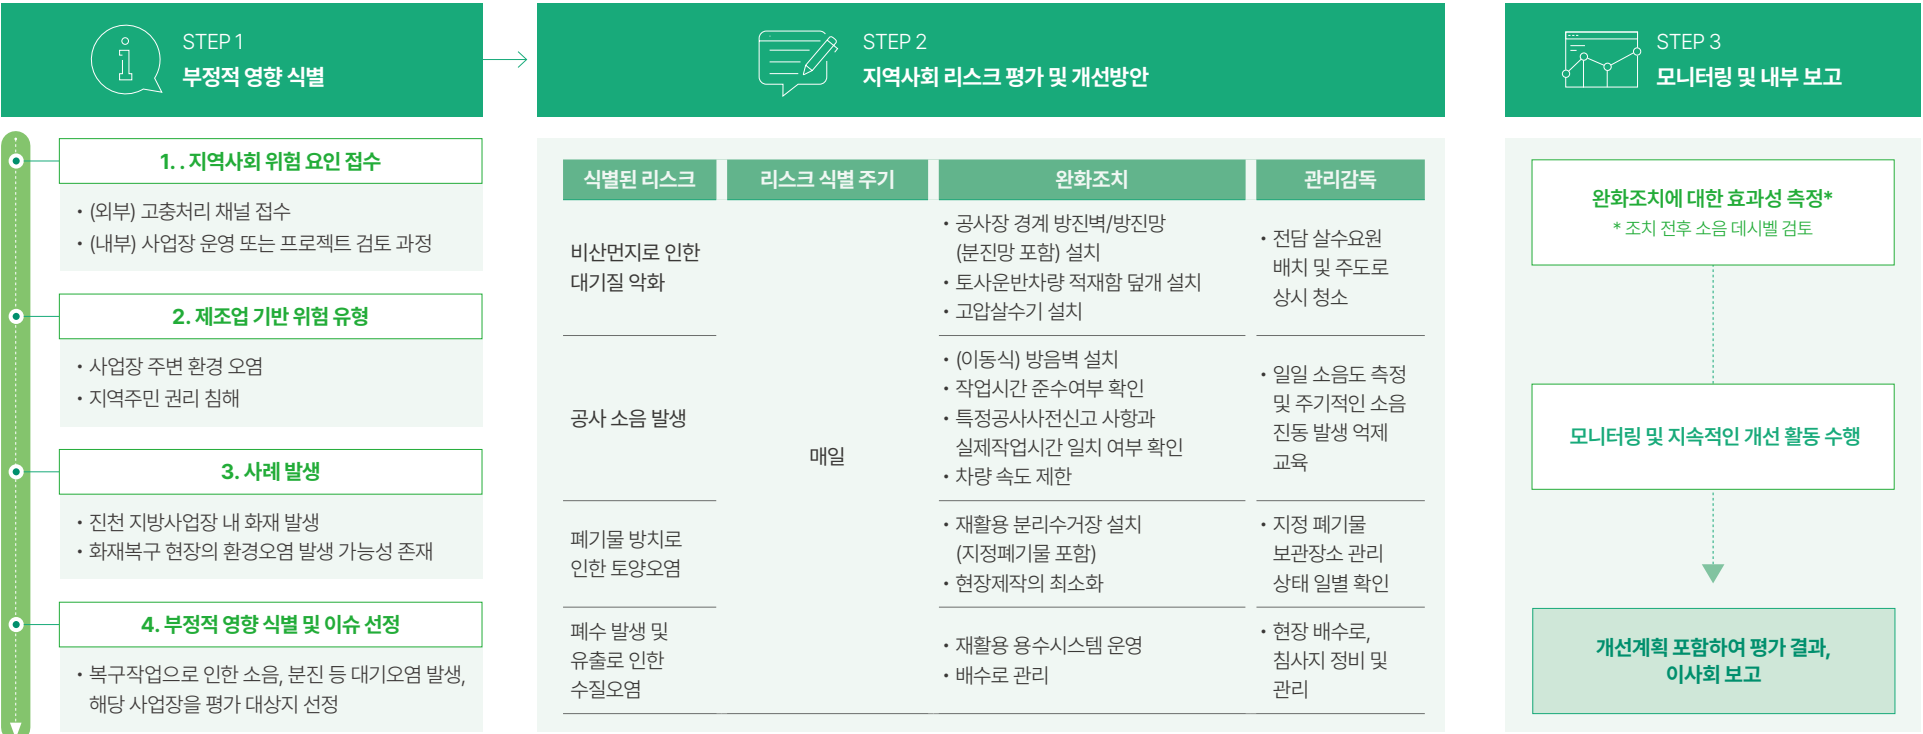 STEP 1
부정적 영향 식별
1. . 지역사회 위험 요인 접수
• (외부) 고충처리 채널 접수
• (내부) 사업장 운영 또는 프로젝트 검토 과정
2. 제조업 기반 위험 유형
• 사업장 주변 환경 오염
• 지역주민 권리 침해
3. 사례 발생
• 진천 지방사업장 내 화재 발생
• 화재복구 현장의 환경오염 발생 가능성 존재
4. 부정적 영향 식별 및 이슈 선정
• 복구작업으로 인한 소음, 분진 등 대기오염 발생,
해당 사업장을 평가 대상지 선정
STEP 2
지역사회 리스크 평가 및 개선방안
식별된 리스크
리스크 식별 주기
완화조치
관리감독
비산먼지로 인한
대기질 악화
매일
• 공사장 경계 방진벽/방진망
(분진망 포함) 설치
• 토사운반차량 적재함 덮개 설치
• 고압살수기 설치
• 전담 살수요원
배치 및 주도로
상시 청소
공사 소음 발생
• (이동식) 방음벽 설치
• 작업시간 준수여부 확인
• 특정공사사전신고 사항과
실제작업시간 일치 여부 확인
• 차량 속도 제한
• 일일 소음도 측정
및 주기적인 소음
진동 발생 억제
교육
폐기물 방치로
인한 토양오염
• 재활용 분리수거장 설치
(지정폐기물 포함)
• 현장제작의 최소화
• 지정 폐기물
보관장소 관리
상태 일별 확인
폐수 발생 및
유출로 인한
수질오염
• 재활용 용수시스템 운영
• 배수로 관리
• 현장 배수로,
침사지 정비 및
관리
STEP 3
모니터링 및 내부 보고
완화조치에 대한 효과성 측정*
* 조치 전후 소음 데시벨 검토
모니터링 및 지속적인 개선 활동 수행
개선계획 포함하여 평가 결과,
이사회 보고